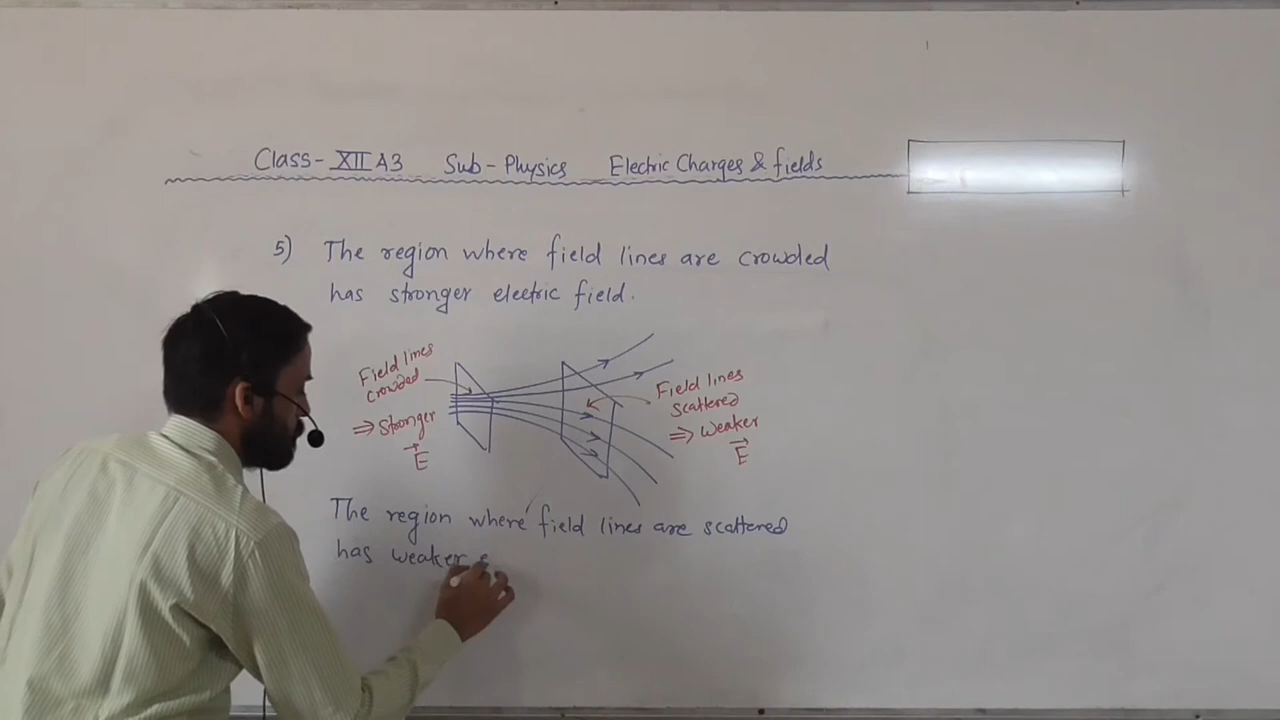 Class - XII A3 Sub - Physics Electric Charges & fields
5) The region where field lines are crowded
has stronger electric field.
Field lines
crowded
⇒ Stronger
E⃗
Field lines
scattered
⇒ Weaker
E⃗
The region where field lines are scattered
has weaker e